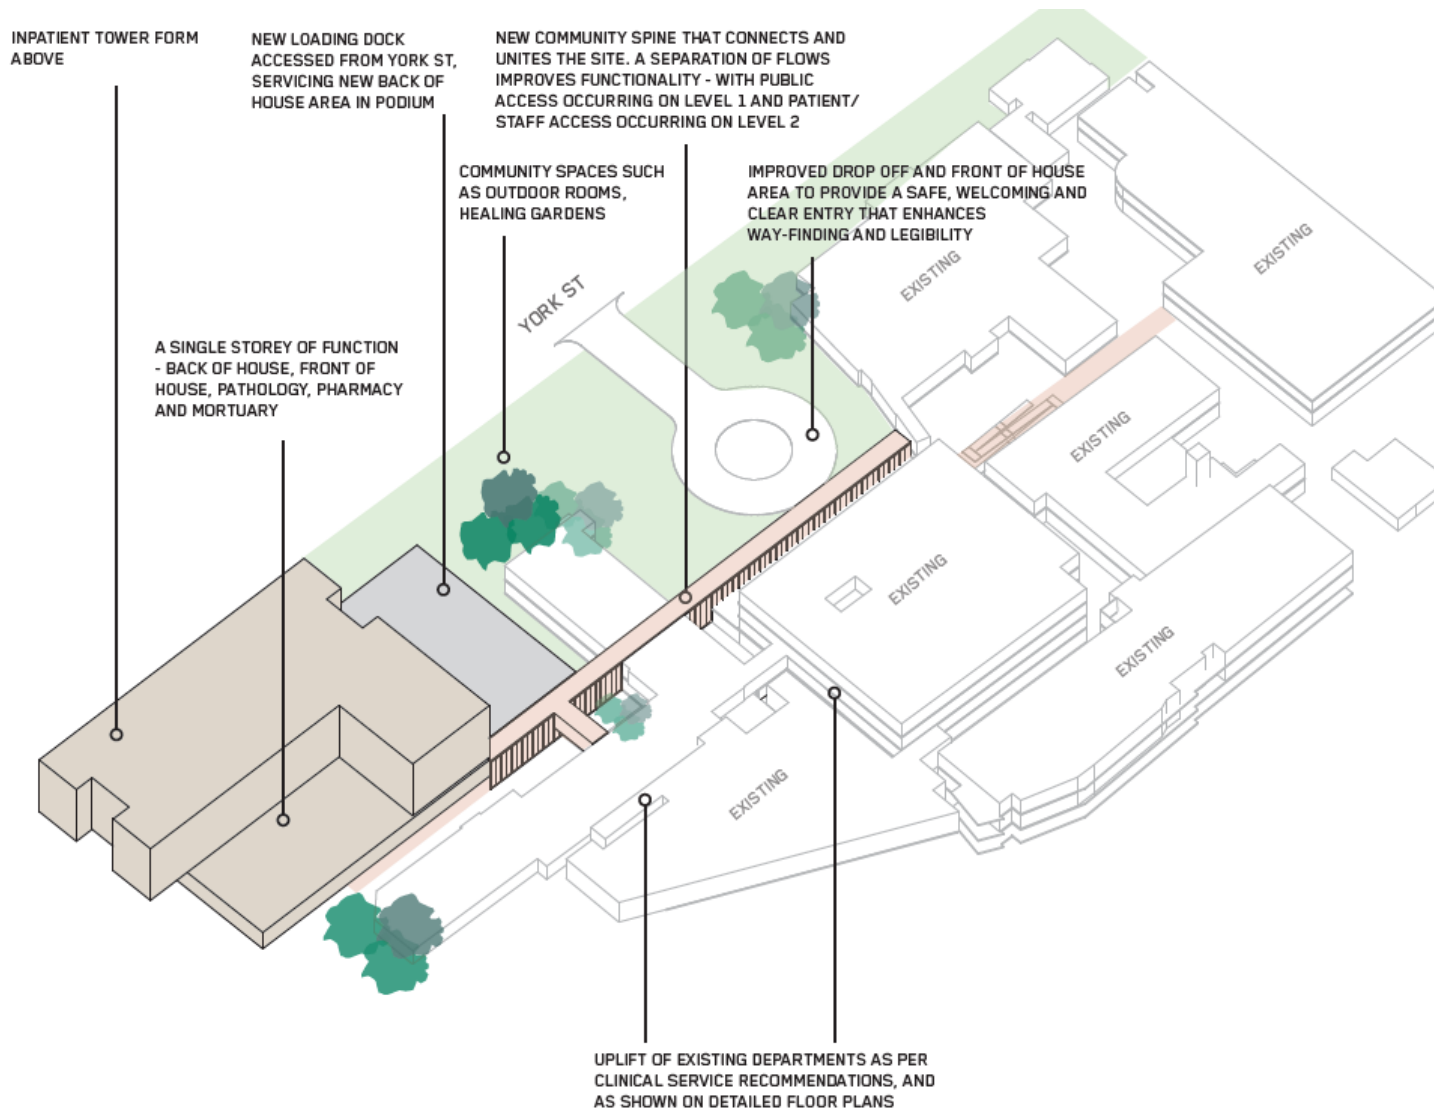 INPATIENT TOWER FORM
ABOVE
NEW LOADING DOCK
ACCESSED FROM YORK ST,
SERVICING NEW BACK OF
HOUSE AREA IN PODIUM
NEW COMMUNITY SPINE THAT CONNECTS AND
UNITES THE SITE. A SEPARATION OF FLOWS
IMPROVES FUNCTIONALITY - WITH PUBLIC
ACCESS OCCURRING ON LEVEL 1 AND PATIENT/
STAFF ACCESS OCCURRING ON LEVEL 2
COMMUNITY SPACES SUCH
AS OUTDOOR ROOMS,
HEALING GARDENS
IMPROVED DROP OFF AND FRONT OF HOUSE
AREA TO PROVIDE A SAFE, WELCOMING AND
CLEAR ENTRY THAT ENHANCES
WAY-FINDING AND LEGIBILITY
A SINGLE STOREY OF FUNCTION
- BACK OF HOUSE, FRONT OF
HOUSE, PATHOLOGY, PHARMACY
AND MORTUARY
YORK ST
EXISTING
EXISTING
EXISTING
EXISTING
EXISTING
EXISTING
UPLIFT OF EXISTING DEPARTMENTS AS PER
CLINICAL SERVICE RECOMMENDATIONS, AND
AS SHOWN ON DETAILED FLOOR PLANS